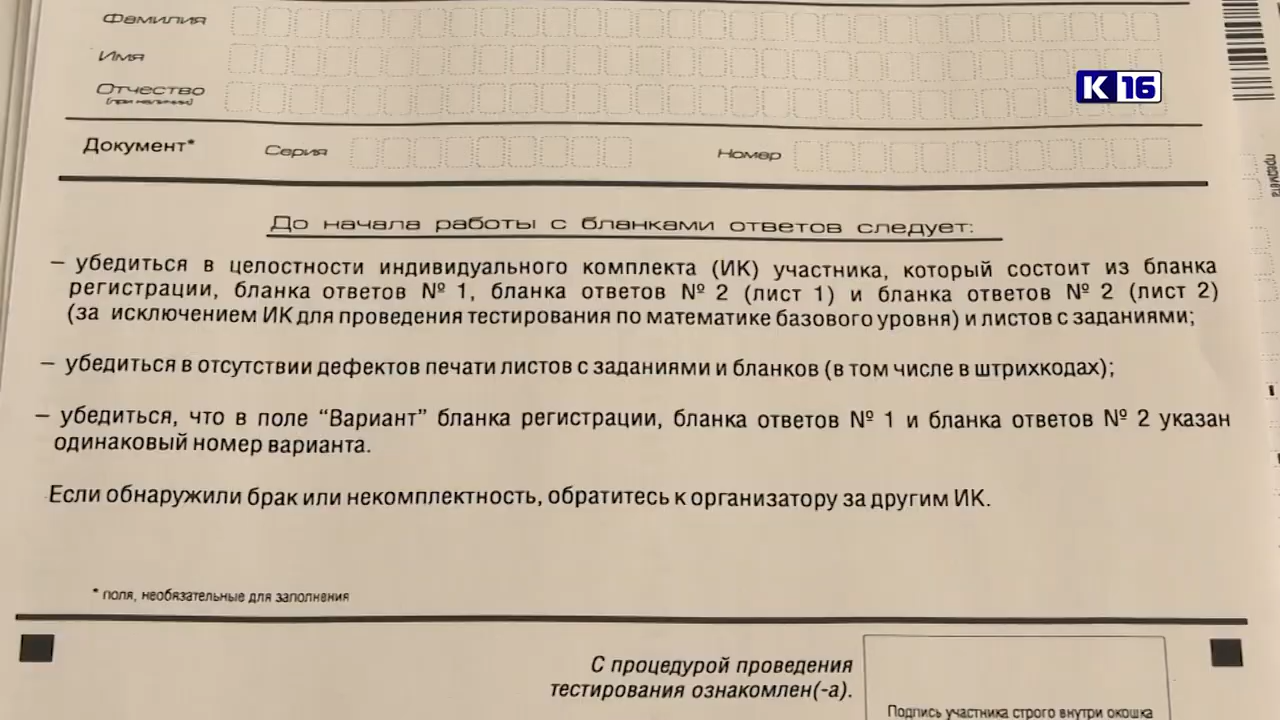 Фамилия
Имя
Отчество
(при наличии)
К 16
Документ* Серия Номер
предмета
До начала работы с бланками ответов следует:
– убедиться в целостности индивидуального комплекта (ИК) участника, который состоит из бланка
регистрации, бланка ответов № 1, бланка ответов № 2 (лист 1) и бланка ответов № 2 (лист 2)
(за исключением ИК для проведения тестирования по математике базового уровня) и листов с заданиями;
– убедиться в отсутствии дефектов печати листов с заданиями и бланков (в том числе в штрихкодах);
– убедиться, что в поле “Вариант” бланка регистрации, бланка ответов № 1 и бланка ответов № 2 указан
одинаковый номер варианта.
Если обнаружили брак или некомплектность, обратитесь к организатору за другим ИК.
* поля, необязательные для заполнения
С процедурой проведения
тестирования ознакомлен(-а).
Подпись участника строго внутри окошка